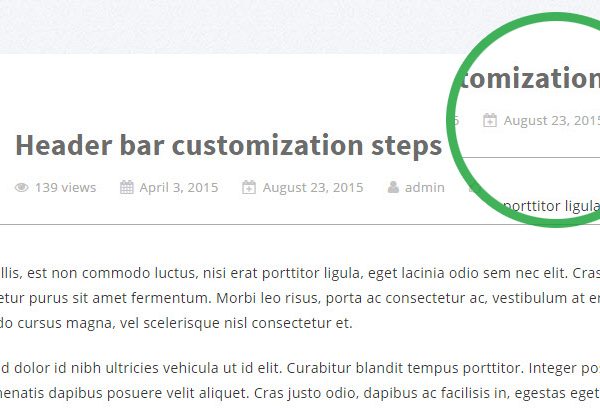 tomization
August 23, 2015
Header bar customization steps
139 views April 3, 2015 August 23, 2015 admin
porttitor ligula
llis, est non commodo luctus, nisi erat porttitor ligula, eget lacinia odio sem nec elit. Cras
etur purus sit amet fermentum. Morbi leo risus, porta ac consectetur ac, vestibulum at er
do cursus magna, vel scelerisque nisl consectetur et.
d dolor id nibh ultricies vehicula ut id elit. Curabitur blandit tempus porttitor. Integer pos
nenatis dapibus posuere velit aliquet. Cras justo odio, dapibus ac facilisis in, egestas eget